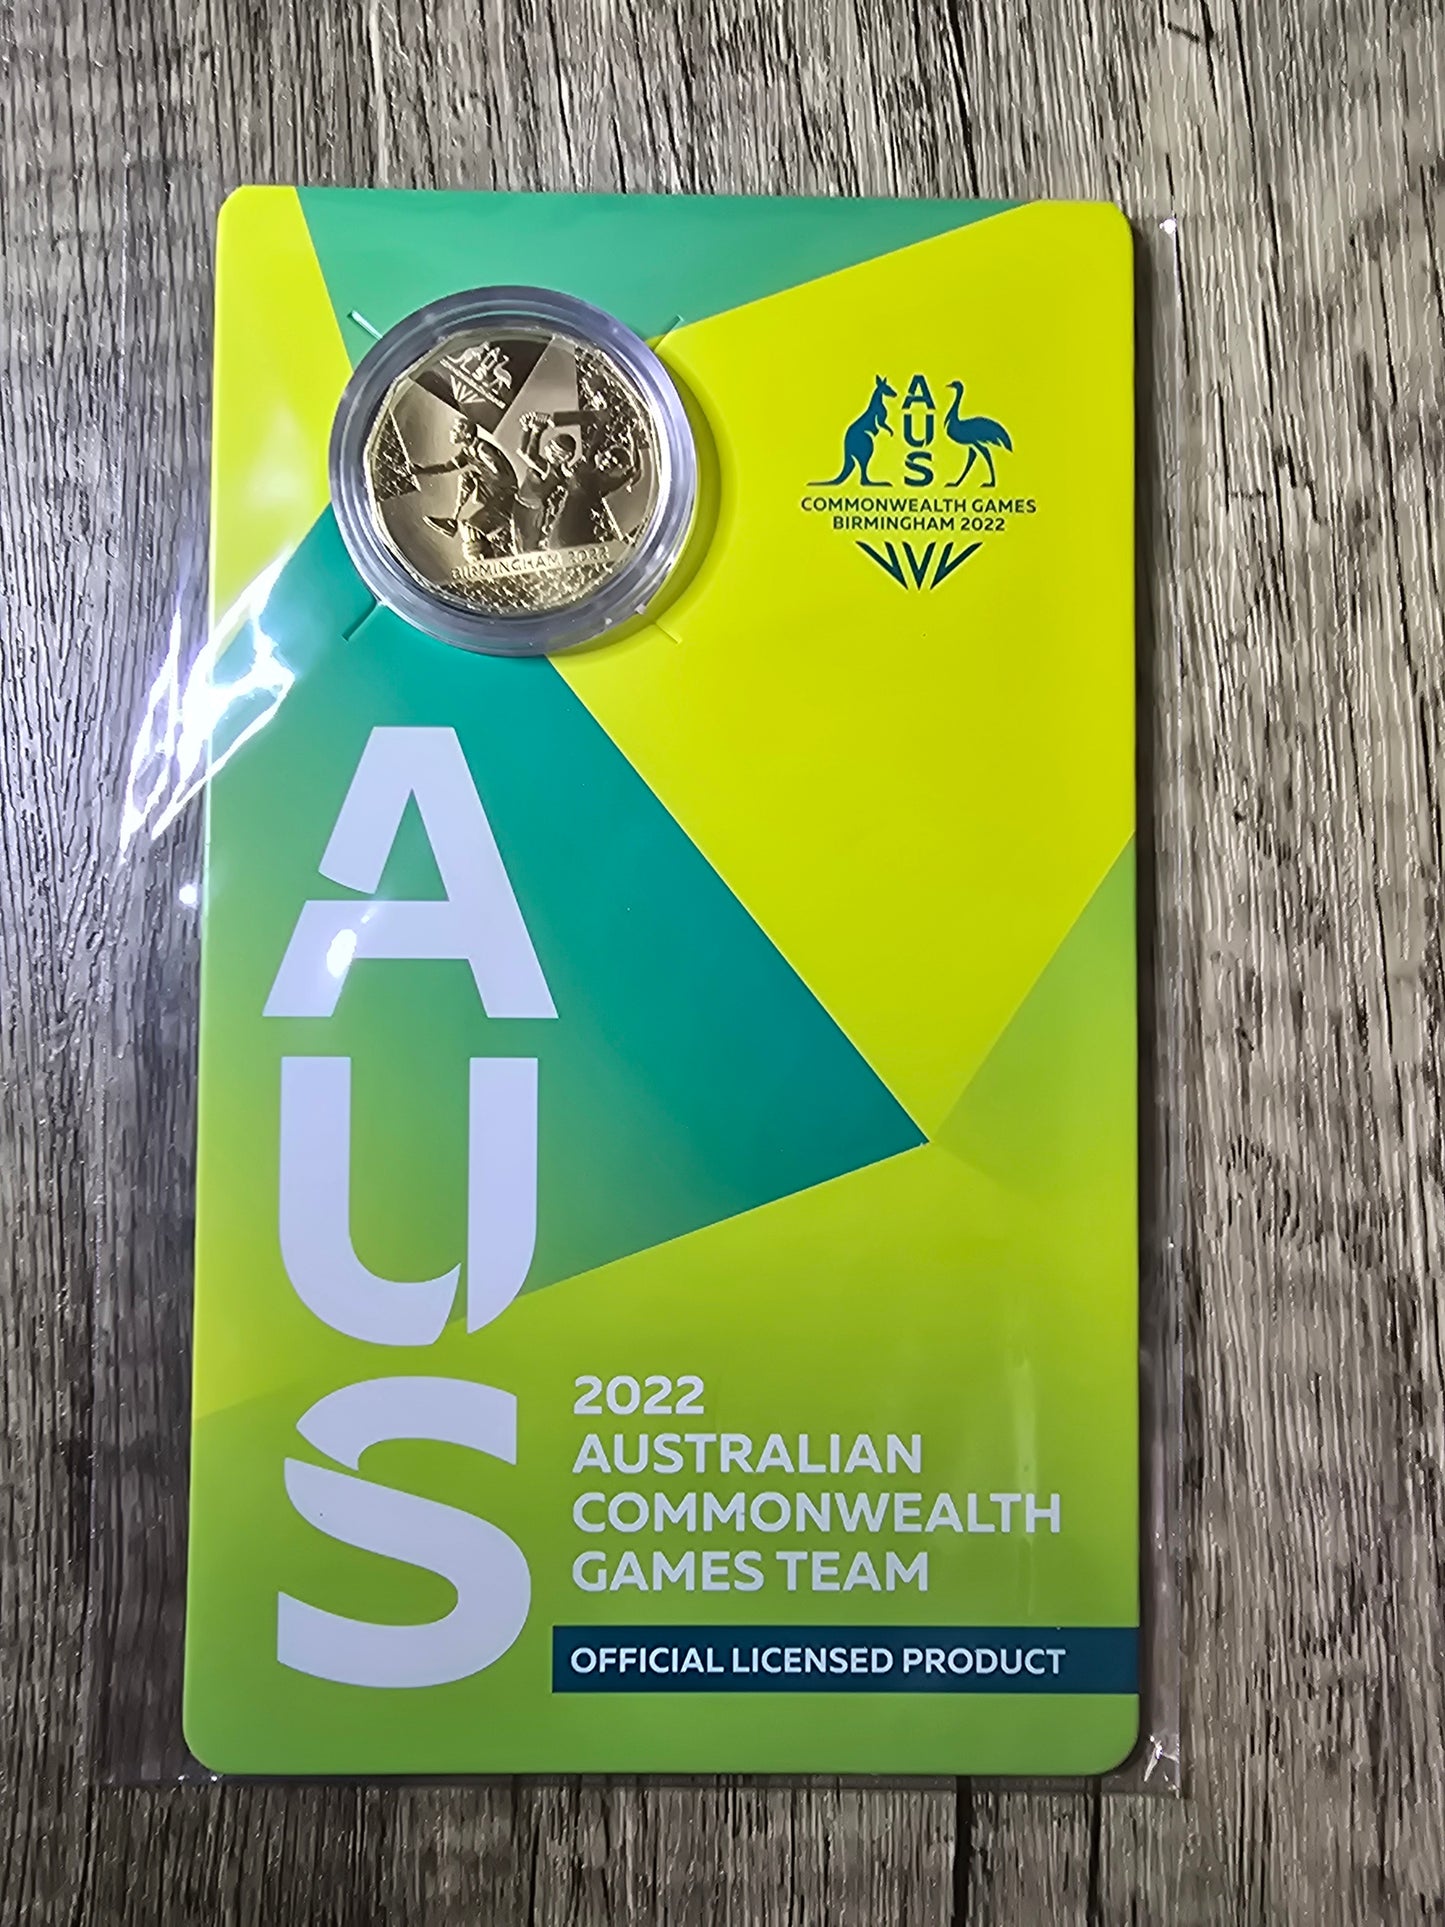 BIRMINGHAM 2022
AUS
COMMONWEALTH GAMES
BIRMINGHAM 2022
AUS
2022
AUSTRALIAN
COMMONWEALTH
GAMES TEAM
OFFICIAL LICENSED PRODUCT